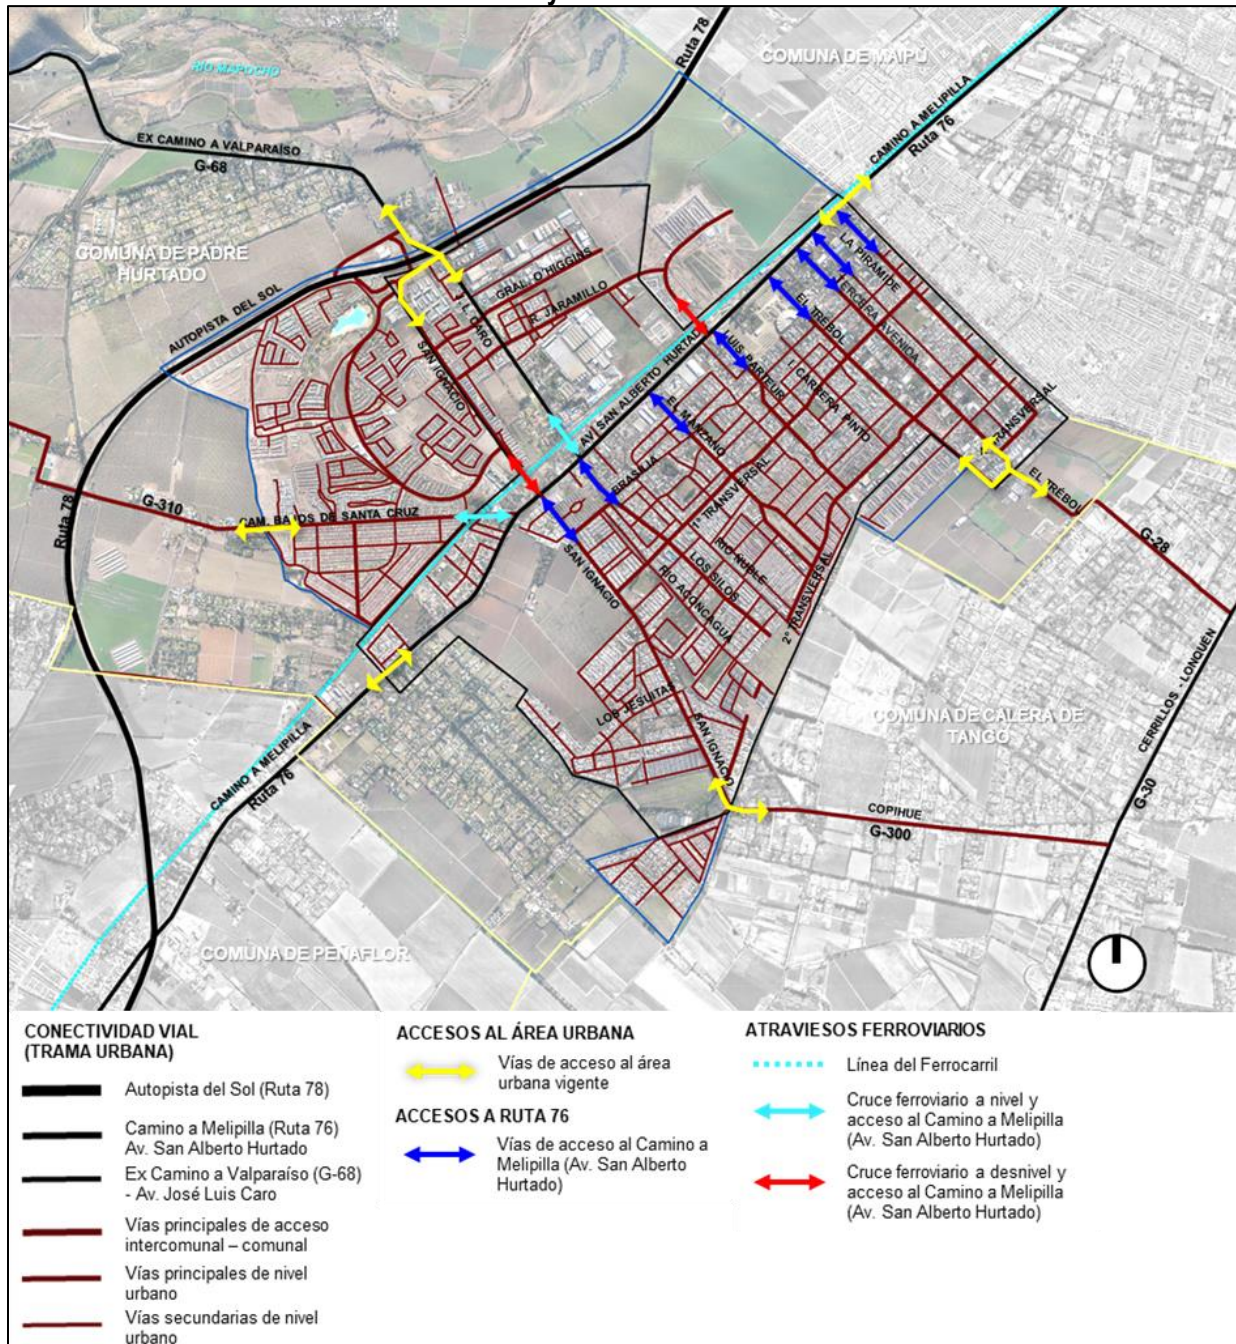 y
Ruta 78
COMUNA DE MAIPÚ
RÍO MAPOCHO
CAMINO A MELIPILLA
Ruta 76
EX CAMINO A VALPARAÍSO
G-68
COMUNA DE PADRE
HURTADO
LA PIRAMIDE
TERCERA AVENIDA
GRAL. O'HIGGINS
J. L. CARO
R. JARAMILLO
EL TRÉBOL
AUTOPISTA DEL SOL
SAN IGNACIO
AV. SAN ALBERTO HURTADO
LUIS PARTEUR
I. CARRERA PINTO
EL MANZANO
TRANSVERSAL
BRASILIA
1° TRANSVERSAL
EL TRÉBOL
G-310
CAM. BAJOS DE SANTA CRUZ
Ruta 78
G-28
SAN IGNACIO
RIO ÑUBLE
LOS SILOS
RIO ACONCAGUA
2° TRANSVERSAL
LOS JESUITAS
SAN IGNACIO
COMUNA DE CALERA DE
TANGO
CERRILLOS - LONQUÉN
G-30
CAMINO A MELIPILLA
Ruta 76
COPIHUE
G-300
COMUNA DE PEÑAFLOR
CONECTIVIDAD VIAL
(TRAMA URBANA)
Autopista del Sol (Ruta 78)
Camino a Melipilla (Ruta 76)
Av. San Alberto Hurtado
Ex Camino a Valparaíso (G-68)
- Av. José Luis Caro
Vías principales de acceso
intercomunal – comunal
Vías principales de nivel
urbano
Vías secundarias de nivel
urbano
ACCESOS AL ÁREA URBANA
Vías de acceso al área
urbana vigente
ACCESOS A RUTA 76
Vías de acceso al Camino a
Melipilla (Av. San Alberto
Hurtado)
ATRAVIESOS FERROVIARIOS
Línea del Ferrocarril
Cruce ferroviario a nivel y
acceso al Camino a Melipilla
(Av. San Alberto Hurtado)
Cruce ferroviario a desnivel y
acceso al Camino a Melipilla
(Av. San Alberto Hurtado)